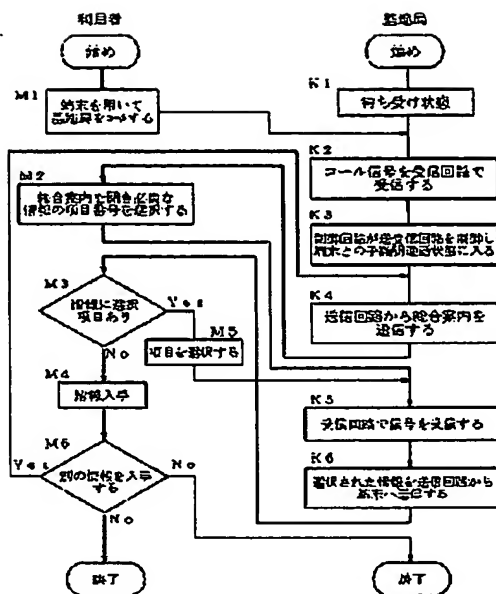 利用者
基地局
始め
始め
M1
端末を用いて
基地局をコールする
K1
待ち受け状態
K2
コール信号を受信回路で
受信する
M2
総合案内を聞き必要な
情報の項目番号を選択する
K3
制御回路が送受信回路を制御し
端末との
状態に入る
M3
情報に選択
項目あり
Yes
No
K4
送信回路から総合案内を
送信する
M5
項目を選択する
M4
情報入手
K5
受信回路で信号を受信する
M6
別の情報を入手
する
Yes
No
No
K6
選択された情報を送信回路から
端末へ送信する
終了
終了